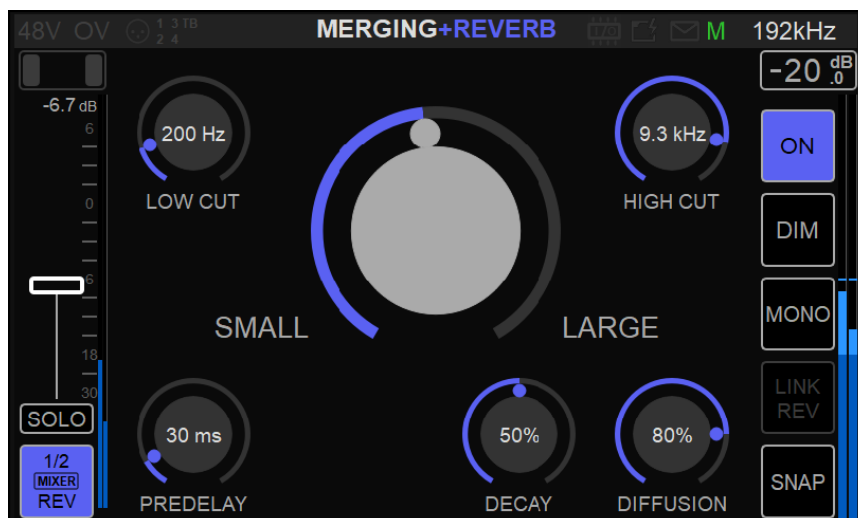 48V OV 1 3 TB MERGING+REVERB I/O M 192kHz
2 4
-20 dB
.0
-6.7 dB
6
200 Hz
9.3 kHz
ON
LOW CUT
HIGH CUT
0
DIM
6
SMALL
LARGE
MONO
18
30
LINK
REV
SOLO
30 ms
50%
80%
1/2
MIXER
REV
SNAP
PREDELAY
DECAY
DIFFUSION